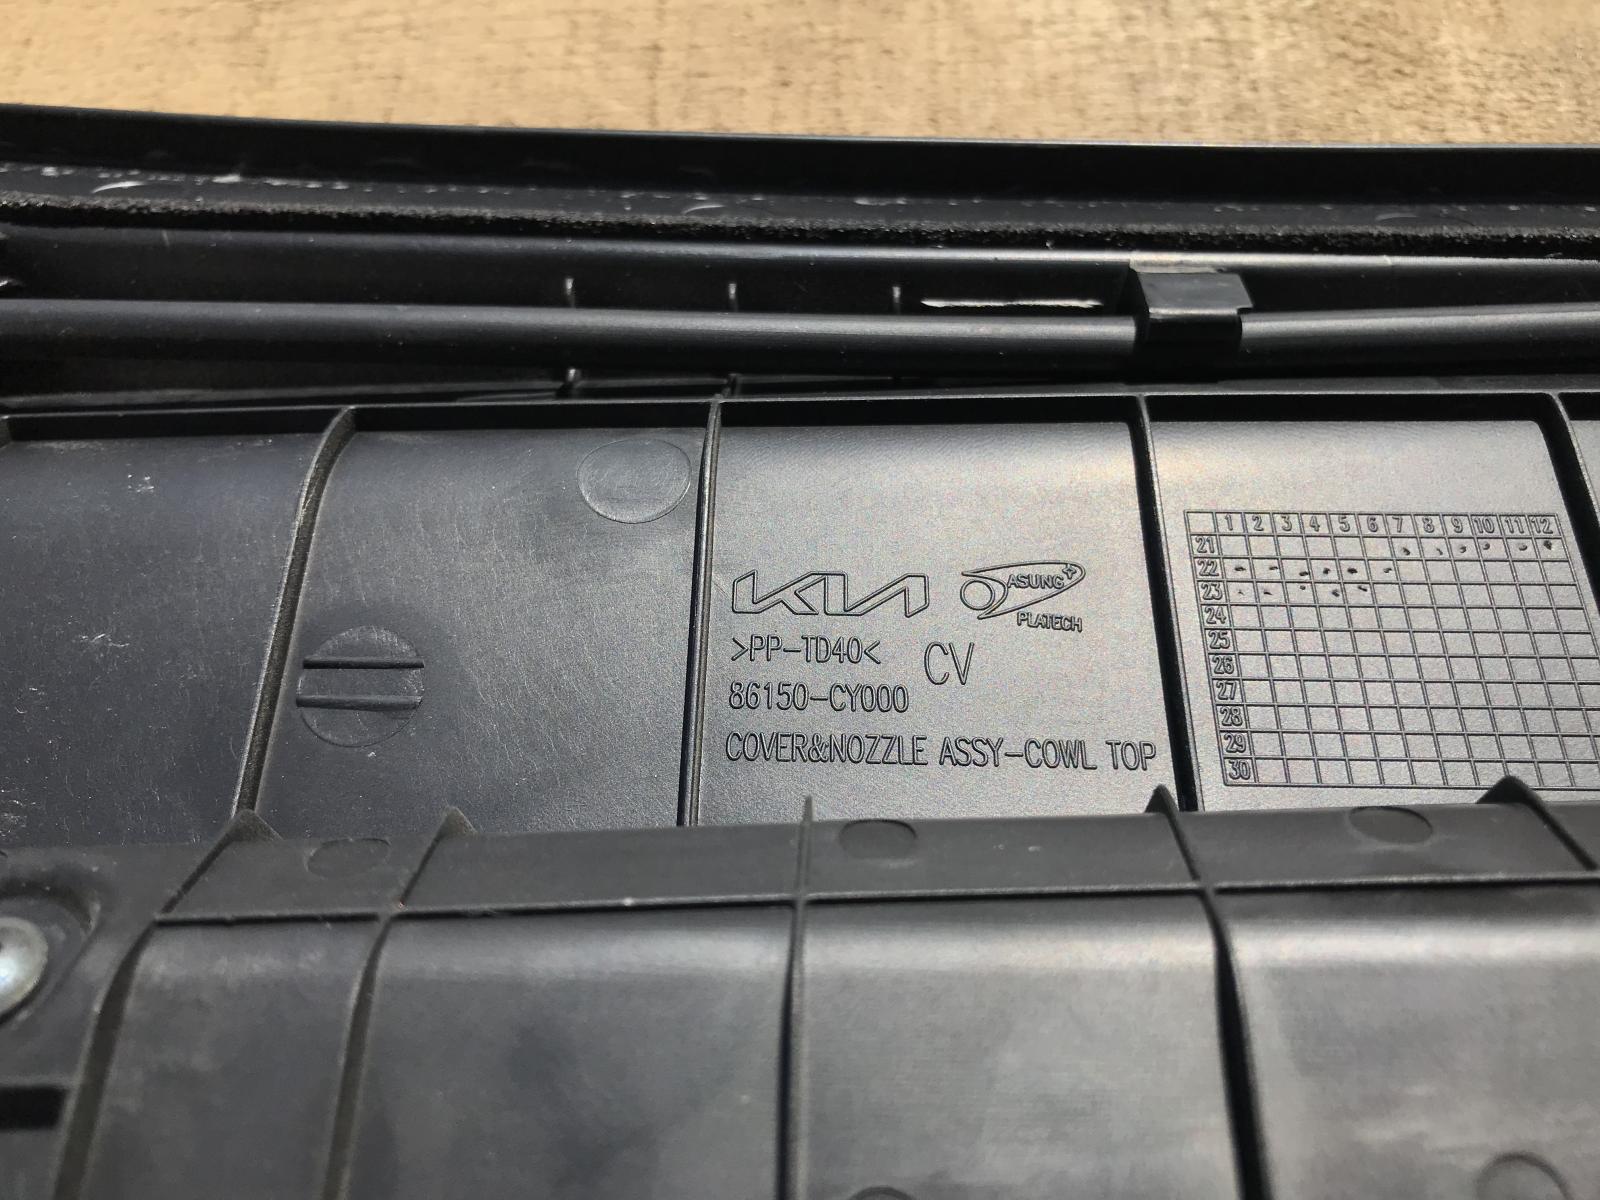 KIA
ASUNG
PLATECH
>PP-TD40<
CV
86150-CY000
COVER&NOZZLE ASSY-COWL TOP
1 2 3 4 5 6 7 8 9 10 11 12
21
22
23
24
25
26
27
28
29
30